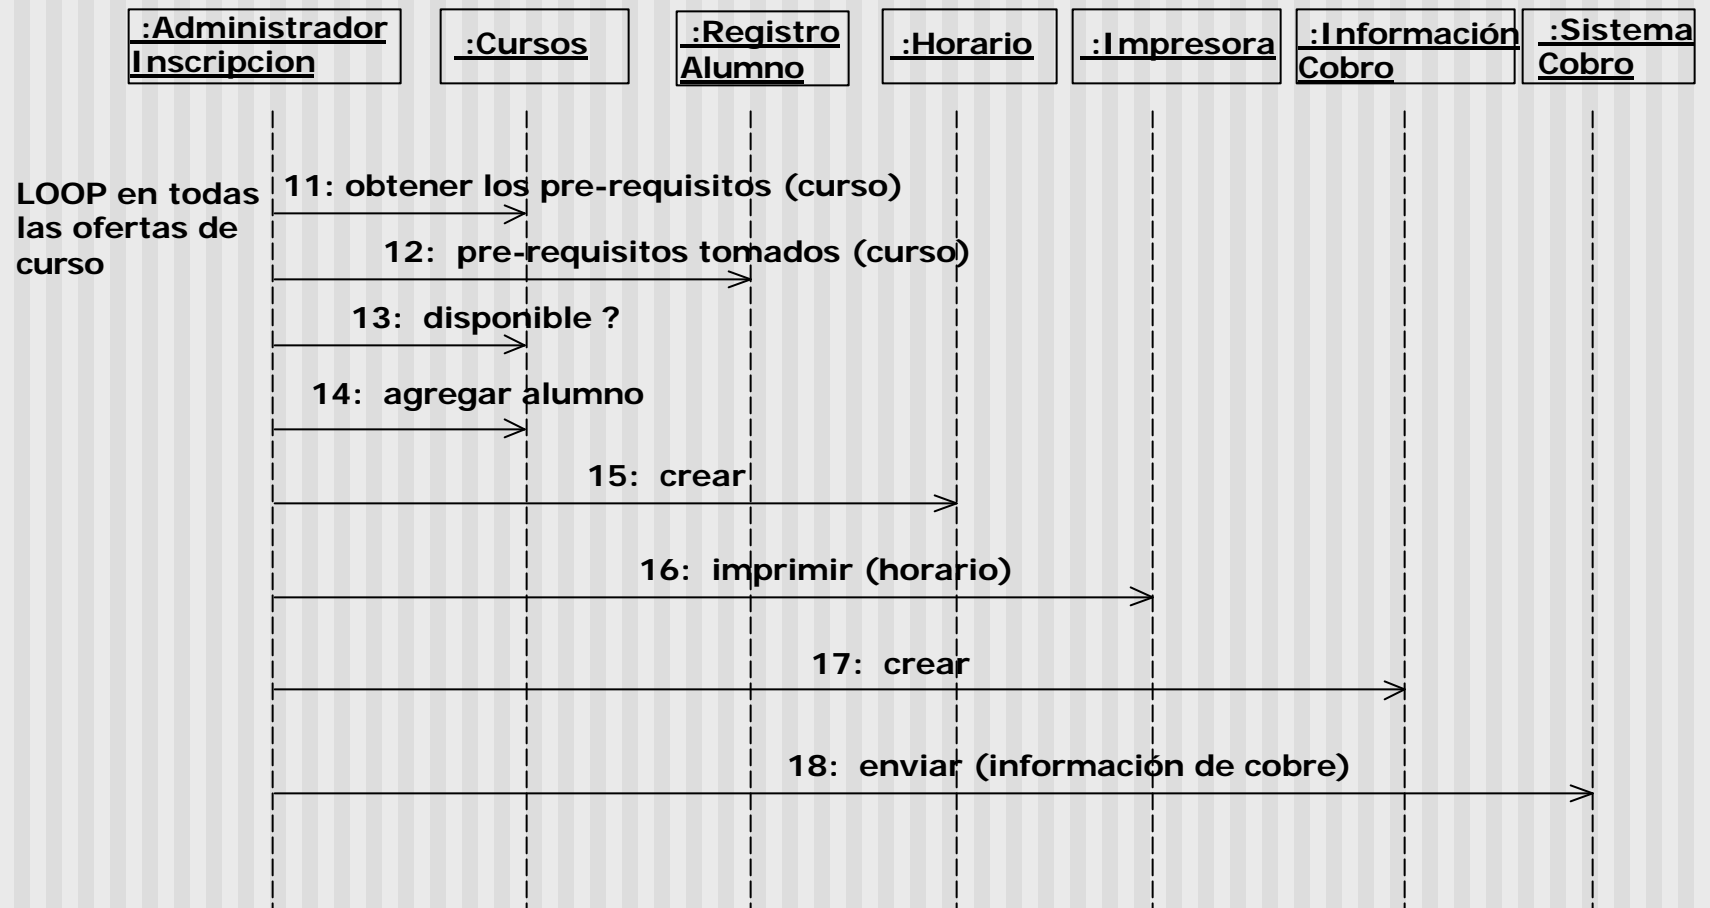 :Administrador
Inscripcion
:Cursos
:Registro
Alumno
:Horario
:Impresora
:Información
Cobro
:Sistema
Cobro
LOOP en todas
las ofertas de
curso
11: obtener los pre-requisitos (curso)
12: pre-requisitos tomados (curso)
13: disponible ?
14: agregar alumno
15: crear
16: imprimir (horario)
17: crear
18: enviar (información de cobre)